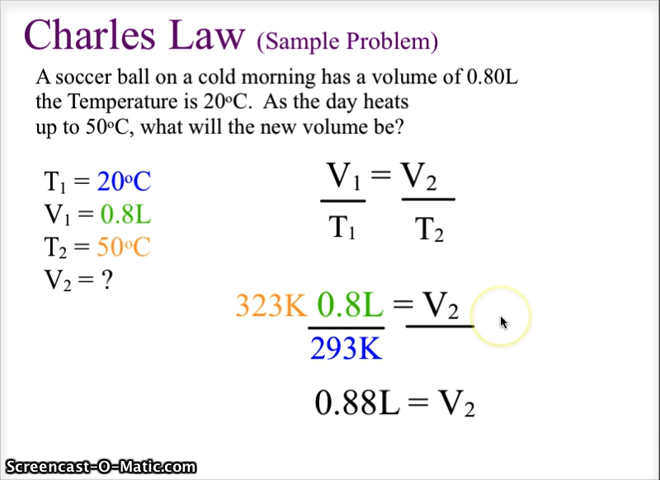 Charles Law (Sample Problem)
A soccer ball on a cold morning has a volume of 0.80L
the Temperature is 20ºC.  As the day heats
up to 50ºC, what will the new volume be?
T₁ = 20ºC
V₁ = 0.8L
T₂ = 50ºC
V₂ = ?
V₁ = V₂
T₁ T₂
323K 0.8L = V₂
293K
0.88L = V₂
Screencast-O-Matic.com